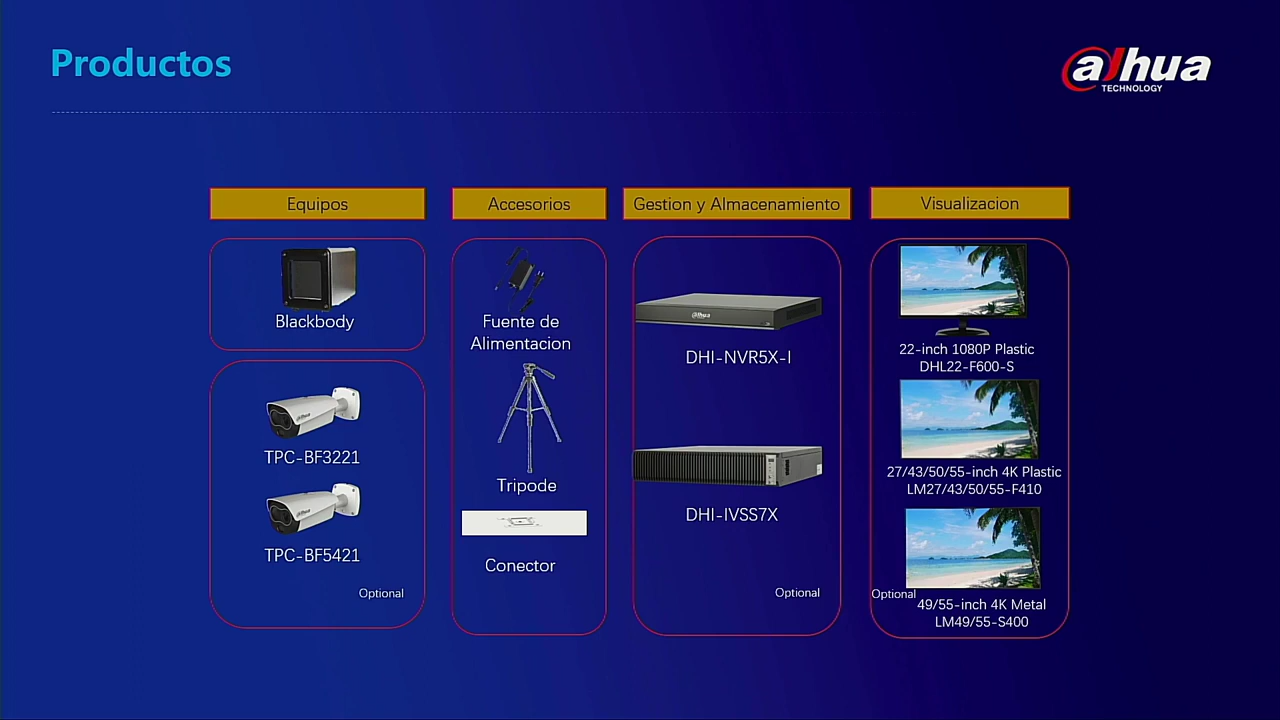 Productos
alhua
TECHNOLOGY
Equipos
Blackbody
TPC-BF3221
TPC-BF5421
Optional
Accesorios
Fuente de
Alimentacion
Tripode
Conector
Gestion y Almacenamiento
alhua
DHI-NVR5X-I
DHI-IVSS7X
Optional
Visualizacion
22-inch 1080P Plastic
DHL22-F600-S
27/43/50/55-inch 4K Plastic
LM27/43/50/55-F410
Optional
49/55-inch 4K Metal
LM49/55-S400